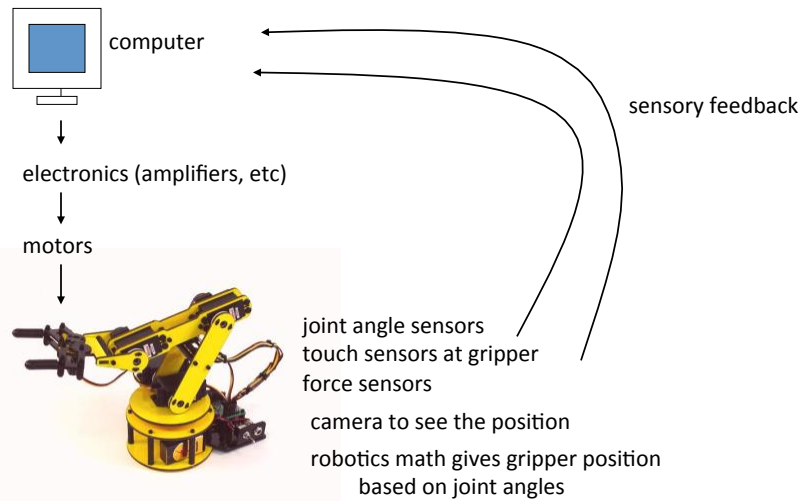 computer
sensory feedback
electronics (amplifiers, etc)
motors
joint angle sensors
touch sensors at gripper
force sensors
camera to see the position
robotics math gives gripper position
based on joint angles